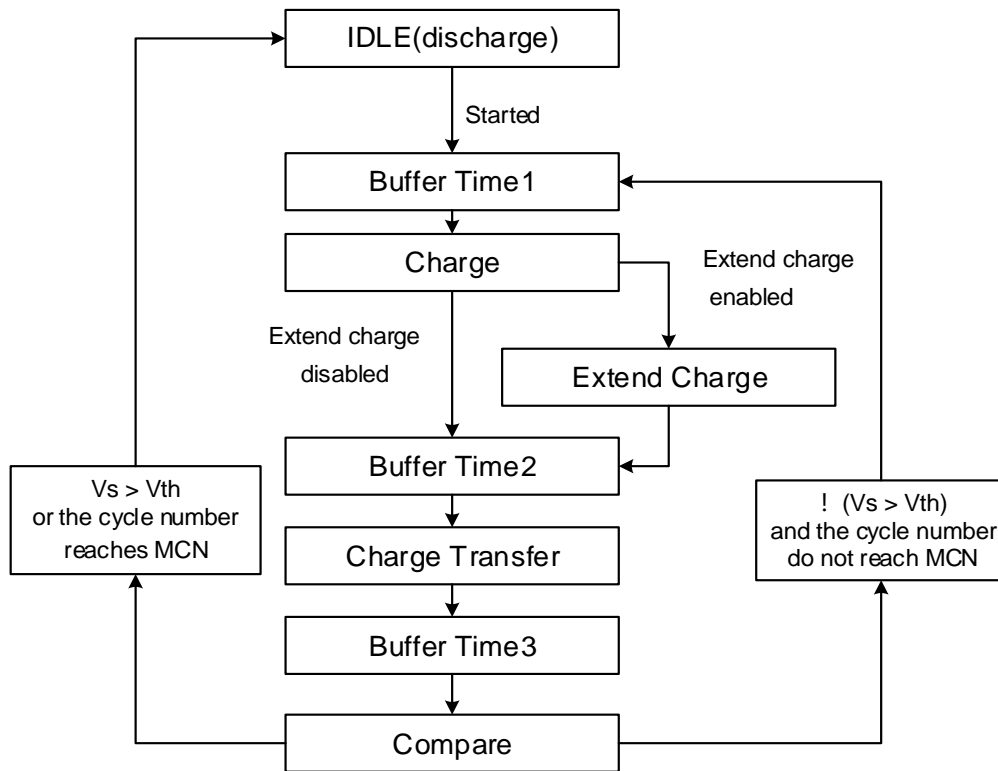 IDLE(discharge)
Started
Buffer Time1
Charge
Extend charge
enabled
Extend charge
disabled
Extend Charge
Buffer Time2
Vs > Vth
or the cycle number
reaches MCN
! (Vs > Vth)
and the cycle number
do not reach MCN
Charge Transfer
Buffer Time3
Compare